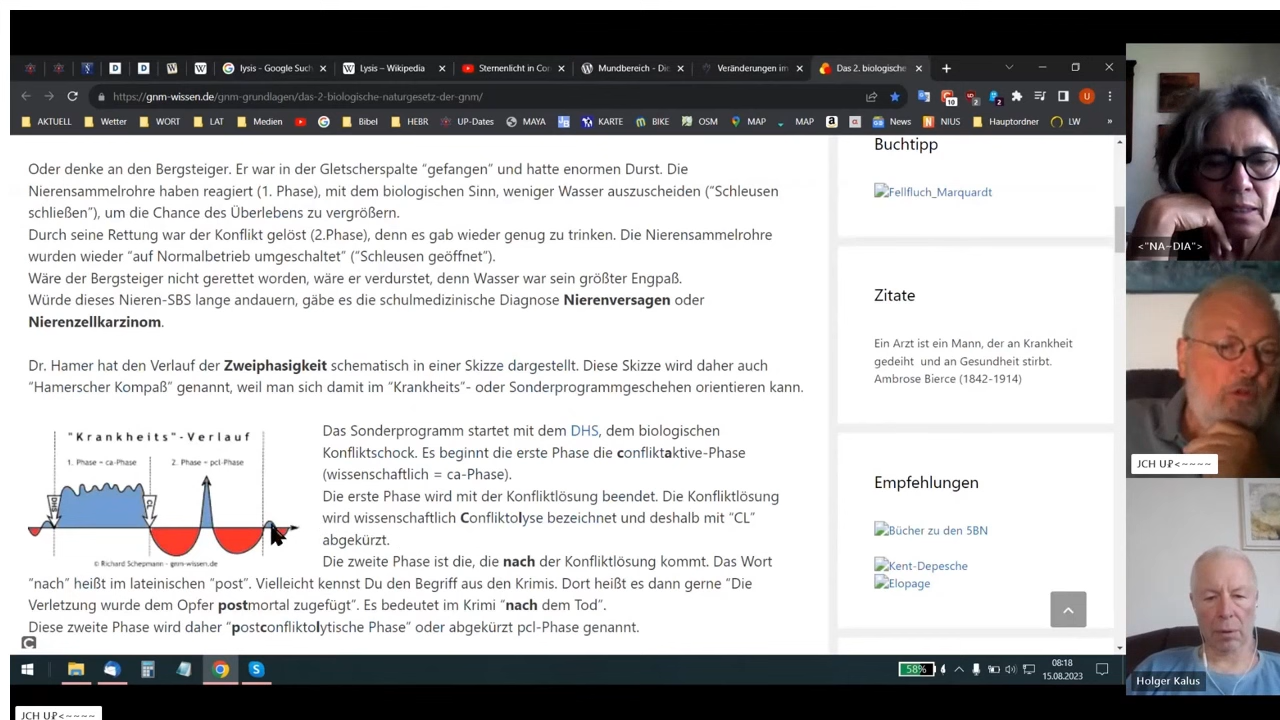 lysis - Google Such
Lysis – Wikipedia
Sternenlicht in Co
Mundbereich - Di
Veränderungen im
Das 2. biologische
https://gnm-wissen.de/gnm-grundlagen/das-2-biologische-naturgesetz-der-gnm/
AKTUELL Wetter WORT LAT Medien Bibel HEBR UP-Dates MAYA KARTE BIKE OSM MAP MAP News NIUS Hauptordner LW
Oder denke an den Bergsteiger. Er war in der Gletscherspalte “gefangen” und hatte enormen Durst. Die
Nierensammelrohre haben reagiert (1. Phase), mit dem biologischen Sinn, weniger Wasser auszuscheiden (“Schleusen
schließen”), um die Chance des Überlebens zu vergrößern.
Durch seine Rettung war der Konflikt gelöst (2.Phase), denn es gab wieder genug zu trinken. Die Nierensammelrohre
wurden wieder “auf Normalbetrieb umgeschaltet” (“Schleusen geöffnet”).
Wäre der Bergsteiger nicht gerettet worden, wäre er verdurstet, denn Wasser war sein größter Engpaß.
Würde dieses Nieren-SBS lange andauern, gäbe es die schulmedizinische Diagnose Nierenversagen oder
Nierenzellkarzinom.
Dr. Hamer hat den Verlauf der Zweiphasigkeit schematisch in einer Skizze dargestellt. Diese Skizze wird daher auch
“Hamerscher Kompaß” genannt, weil man sich damit im “Krankheits”- oder Sonderprogrammgeschehen orientieren kann.
"Krankheits"-Verlauf
1. Phase = ca-Phase
2. Phase = pcl-Phase
DHS
CL
© Richard Schepmann - gnm-wissen.de
Das Sonderprogramm startet mit dem DHS, dem biologischen
Konfliktschock. Es beginnt die erste Phase die confliktaktive-Phase
(wissenschaftlich = ca-Phase).
Die erste Phase wird mit der Konfliktlösung beendet. Die Konfliktlösung
wird wissenschaftlich Conflictolyse bezeichnet und deshalb mit “CL”
abgekürzt.
Die zweite Phase ist die, die nach der Konfliktlösung kommt. Das Wort
“nach” heißt im lateinischen “post”. Vielleicht kennst Du den Begriff aus den Krimis. Dort heißt es dann gerne “Die
Verletzung wurde dem Opfer postmortal zugefügt”. Es bedeutet im Krimi “nach dem Tod”.
Diese zweite Phase wird daher “postconfliktolytische Phase” oder abgekürzt pcl-Phase genannt.
Buchtipp
Fellfluch_Marquardt
Zitate
Ein Arzt ist ein Mann, der an Krankheit
gedeiht und an Gesundheit stirbt.
Ambrose Bierce (1842-1914)
Empfehlungen
Bücher zu den 5BN
Kent-Depesche
Elopage
58%
08:18
15.08.2023
<"NA~DIA">
JCH UP<~~~~
Holger Kalus
JCH UP<~~~~